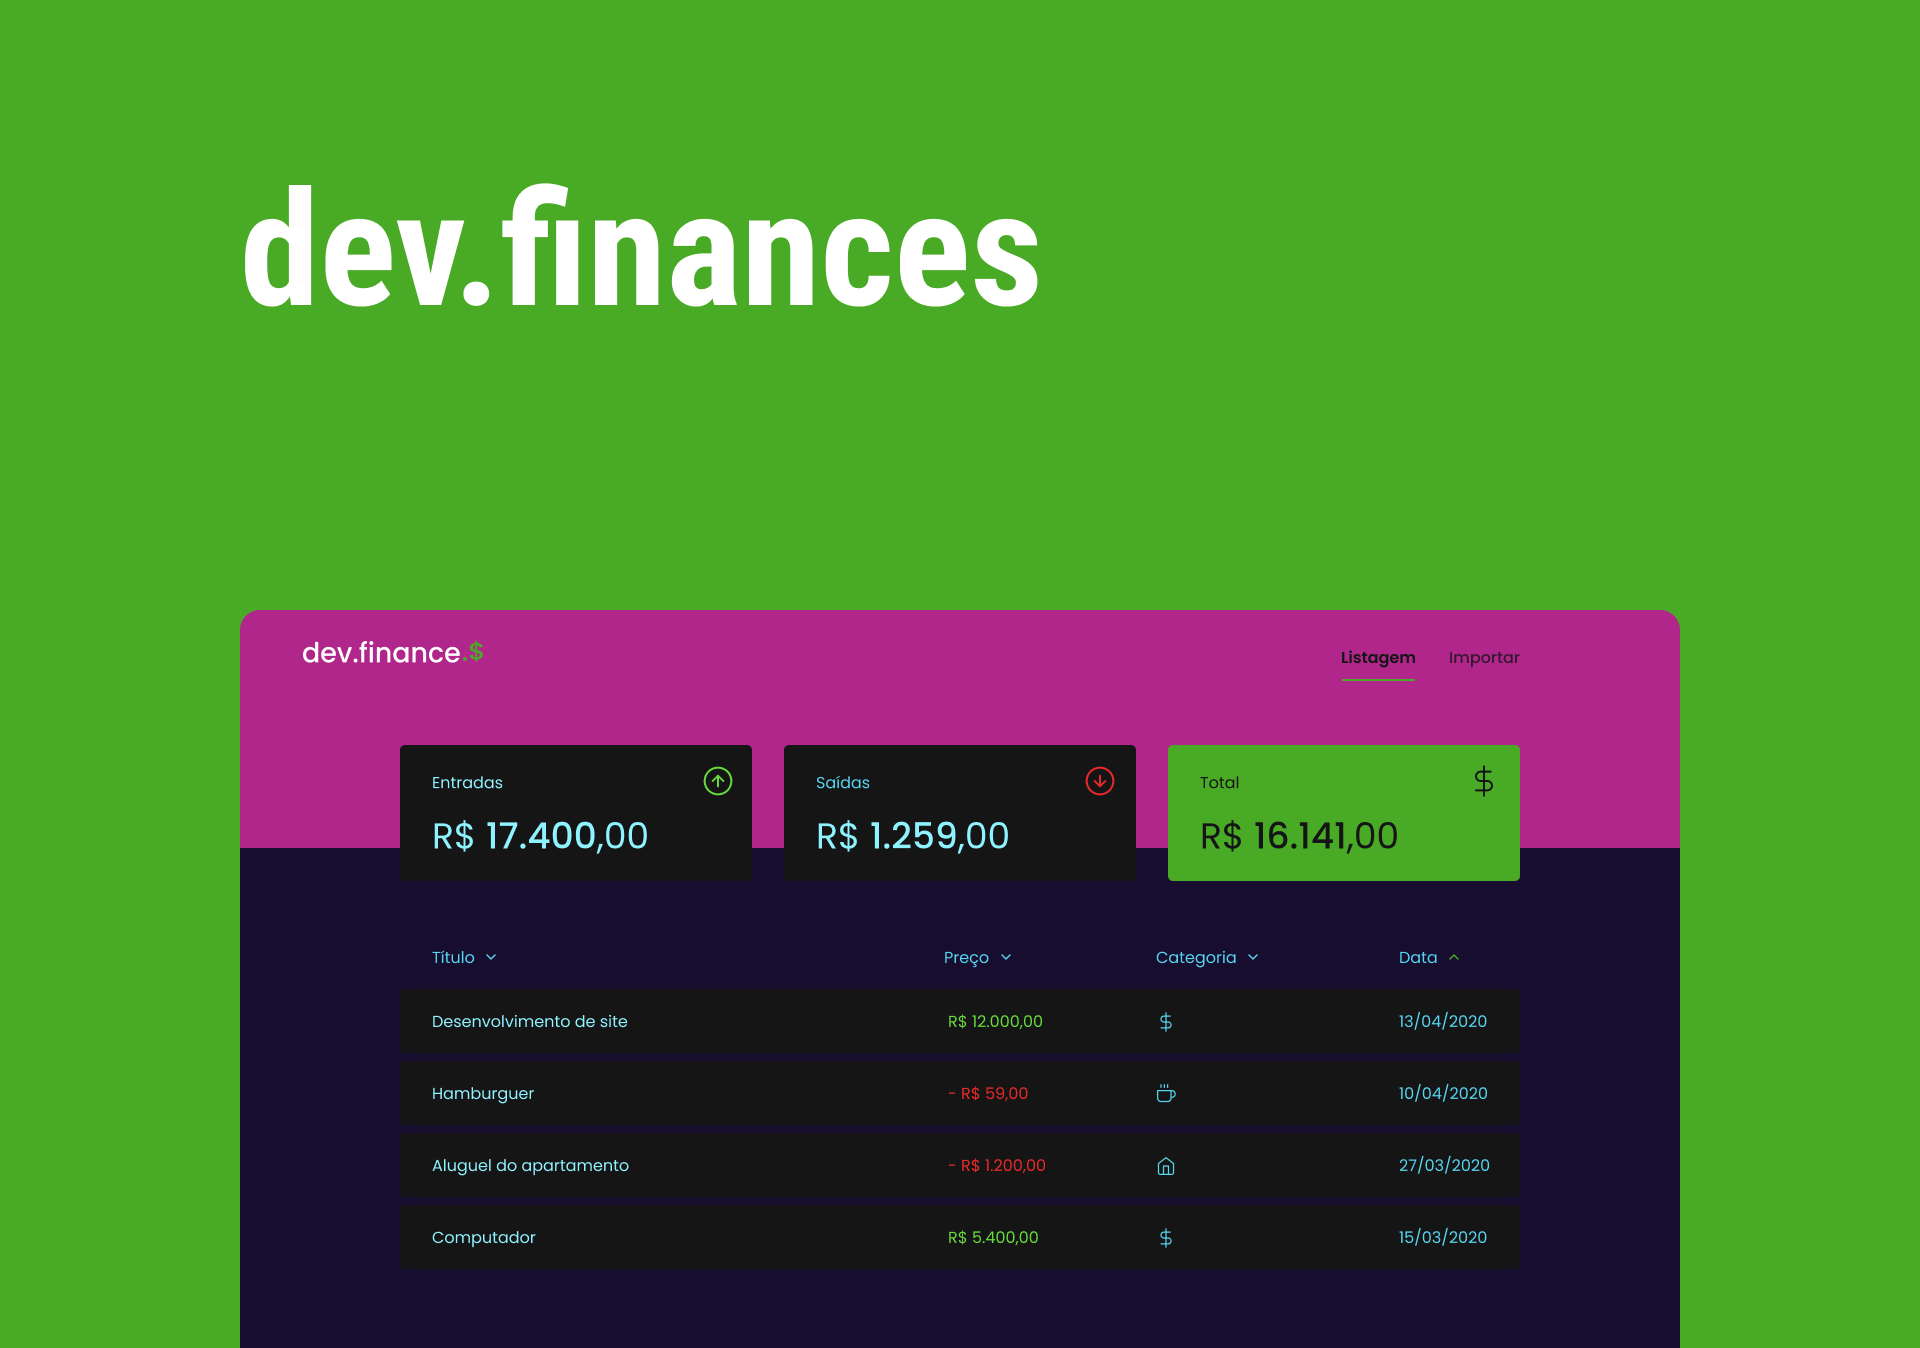 dev.finances
dev.finance.$
Listagem Importar
Entradas
R$ 17.400,00
Saídas
R$ 1.259,00
Total
$
R$ 16.141,00
Título Preço Categoria Data
Desenvolvimento de site R$ 12.000,00 $ 13/04/2020
Hamburguer - R$ 59,00 10/04/2020
Aluguel do apartamento - R$ 1.200,00 27/03/2020
Computador R$ 5.400,00 $ 15/03/2020